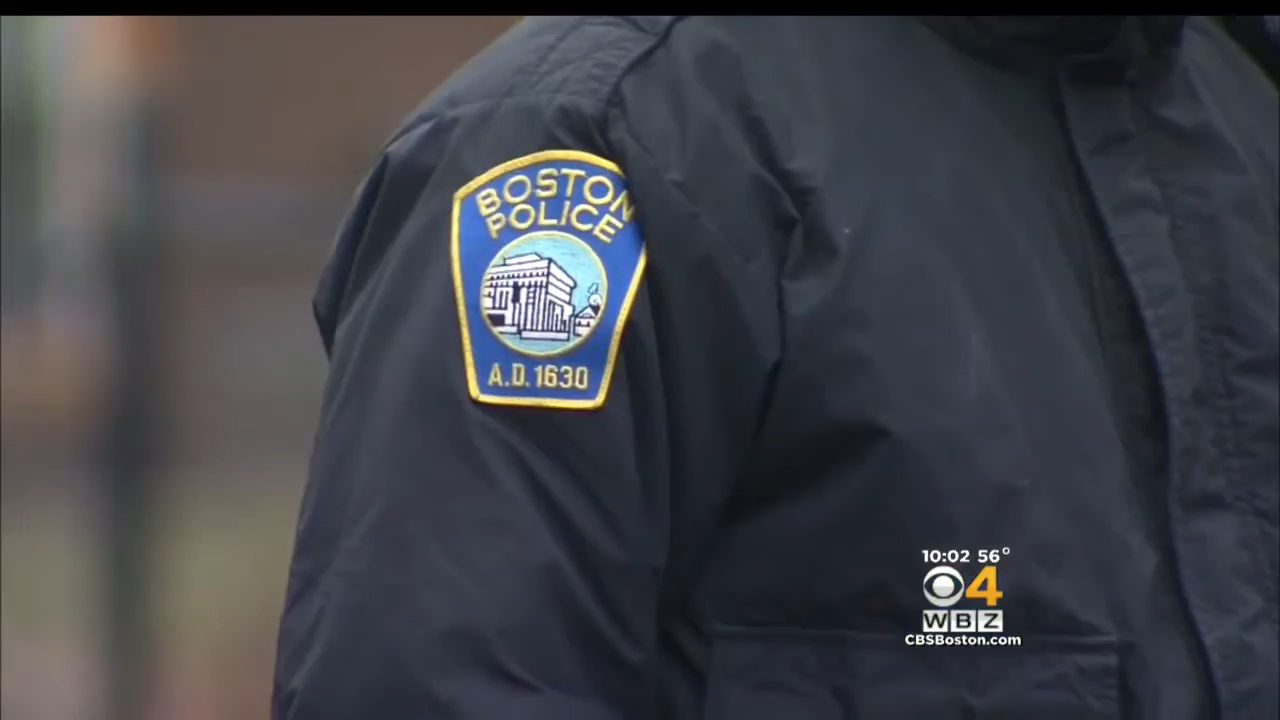 BOSTON
POLICE
A.D. 1630
10:02 56°
4
WBZ
CBSBoston.com